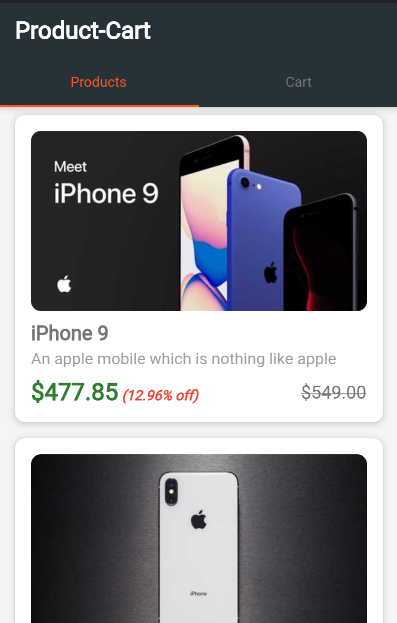 Product-Cart
Products
Cart
Meet
iPhone 9
iPhone 9
An apple mobile which is nothing like apple
$477.85 (12.96% off) $549.00
iPhone